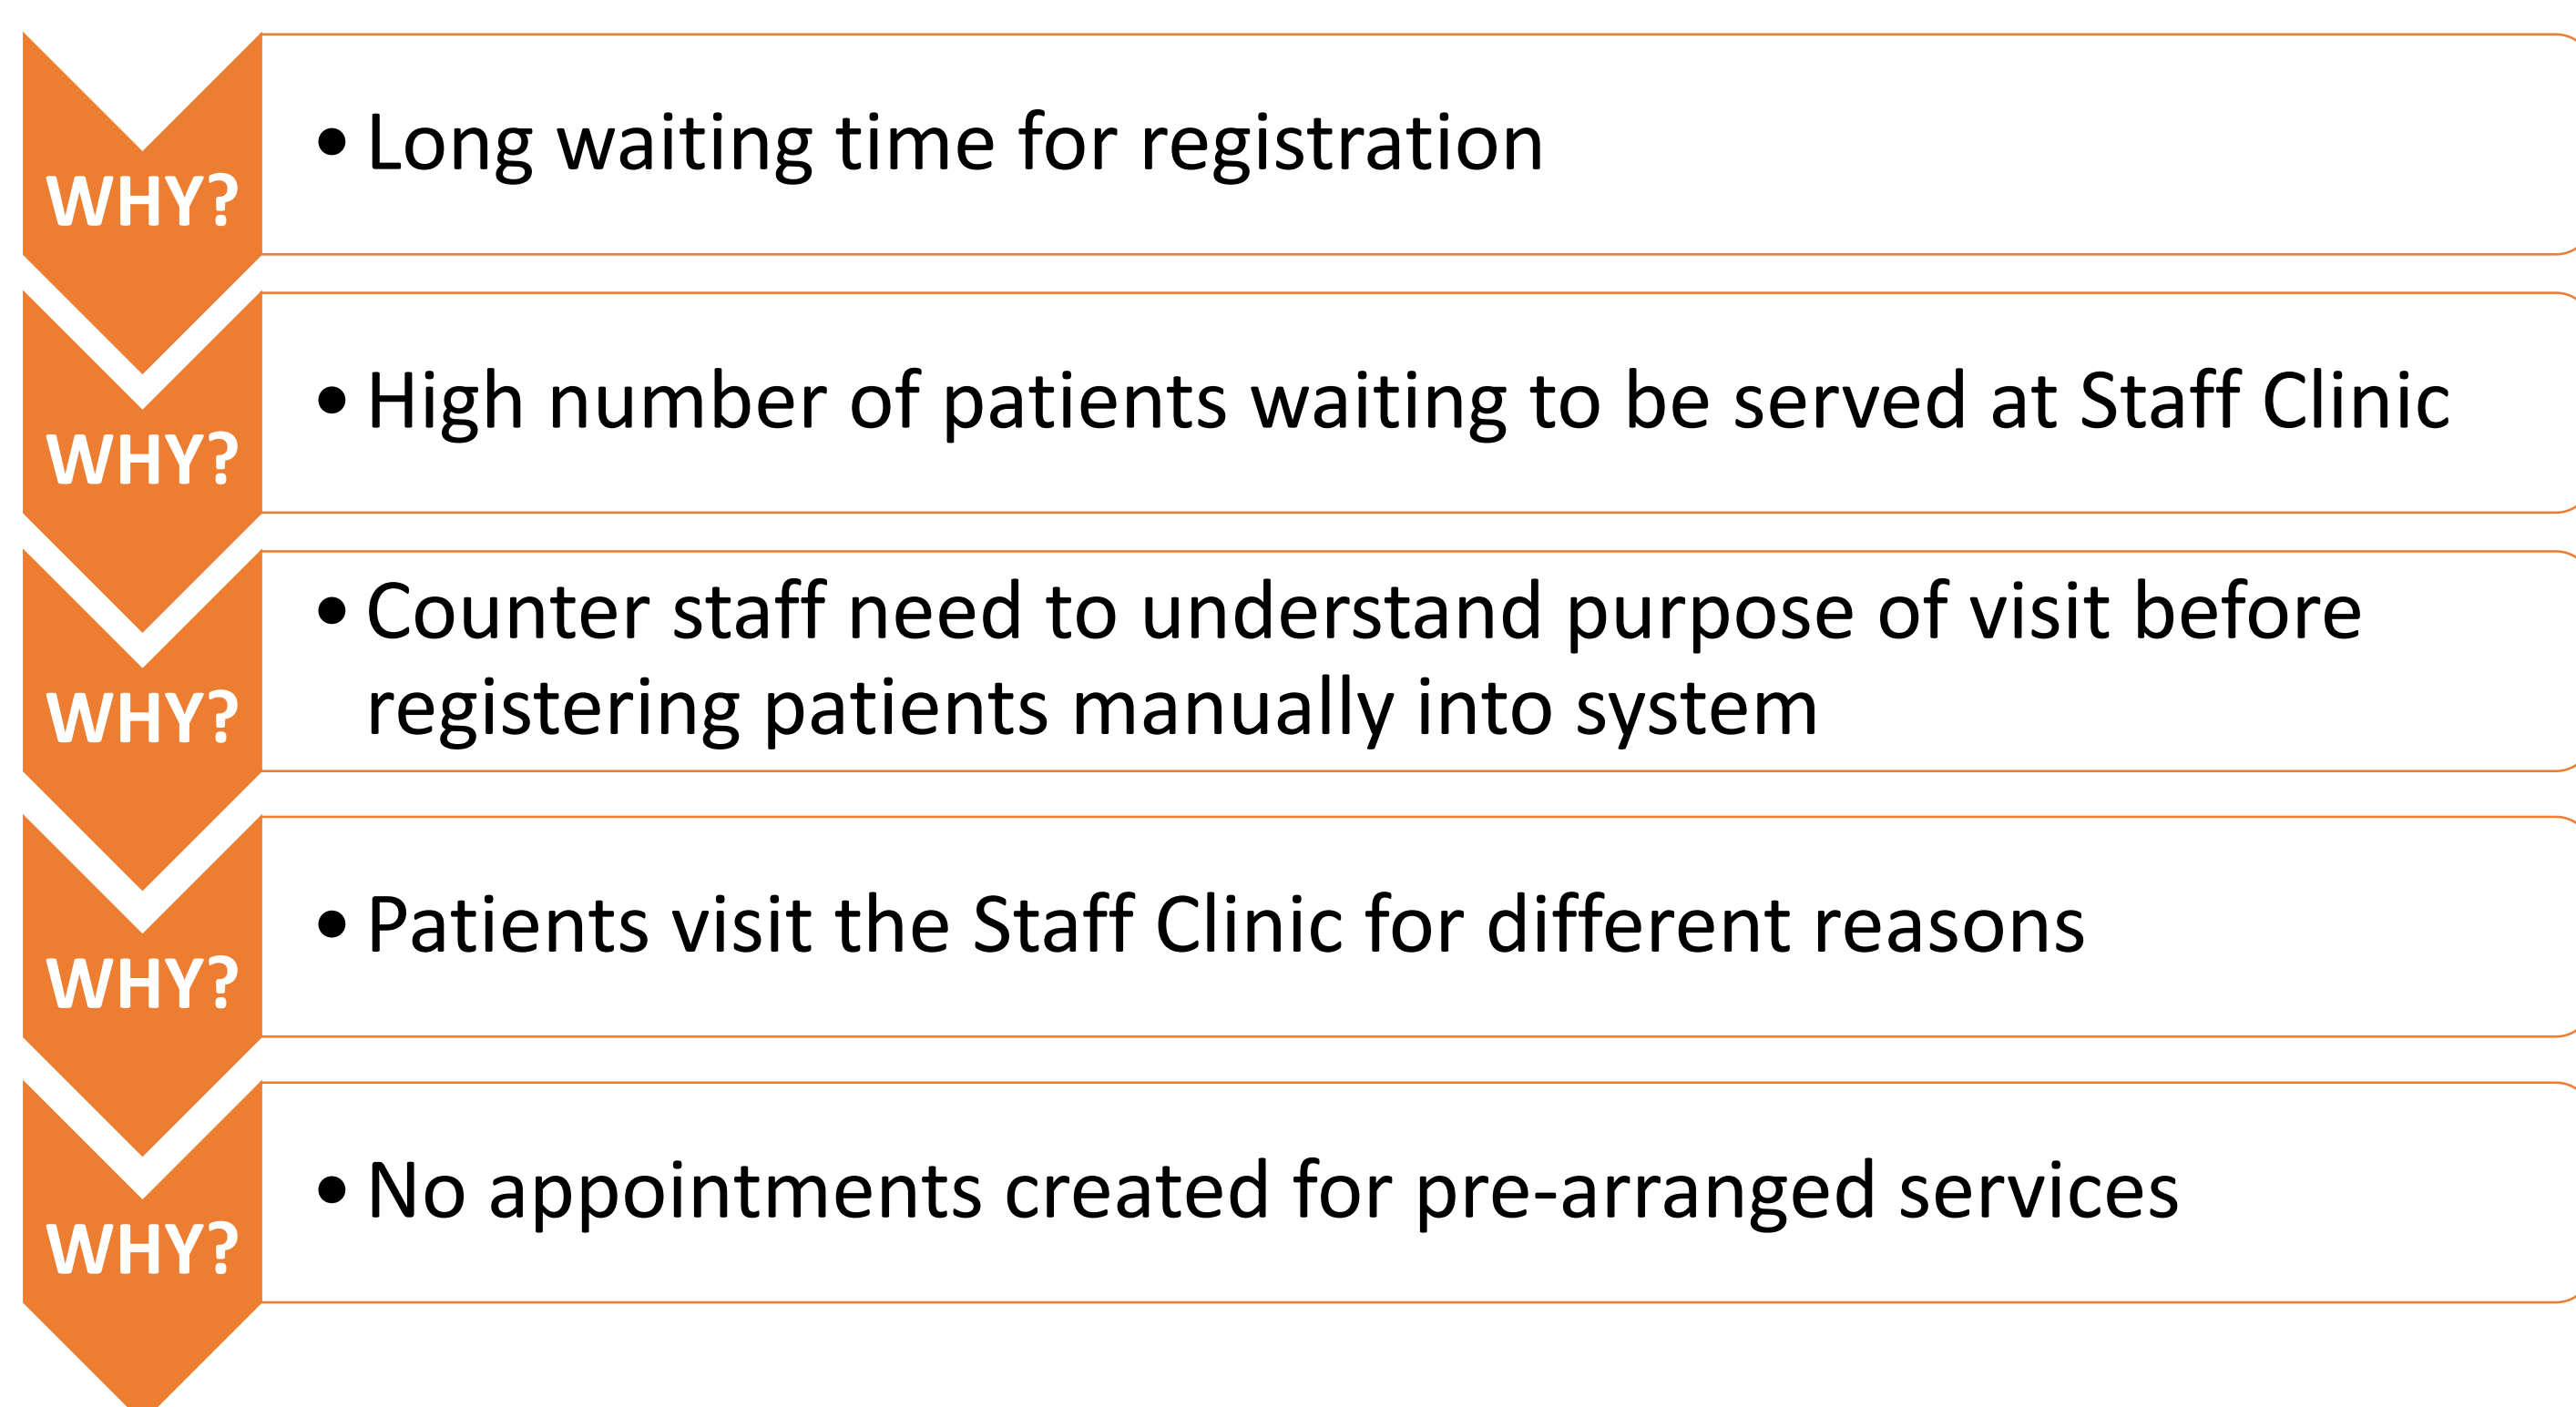 WHY?
• Long waiting time for registration
WHY?
• High number of patients waiting to be served at Staff Clinic
WHY?
• Counter staff need to understand purpose of visit before
registering patients manually into system
WHY?
• Patients visit the Staff Clinic for different reasons
WHY?
• No appointments created for pre-arranged services